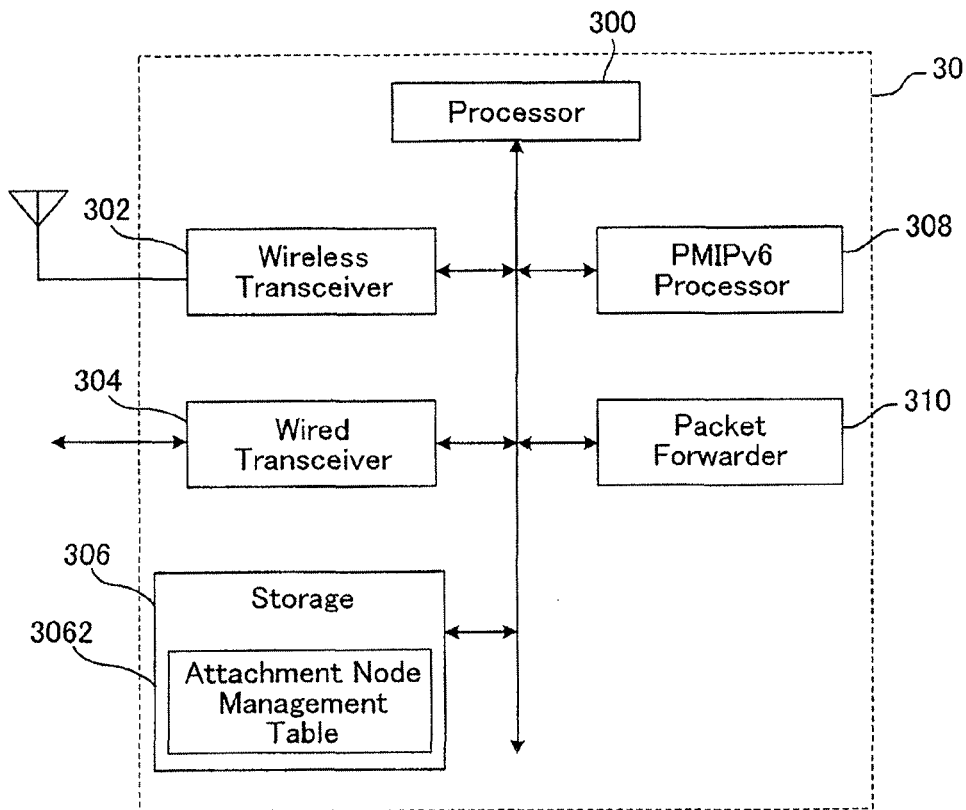 300
30
Processor
302
Wireless
Transceiver
308
PMIPv6
Processor
304
Wired
Transceiver
310
Packet
Forwarder
306
Storage
3062
Attachment Node
Management
Table